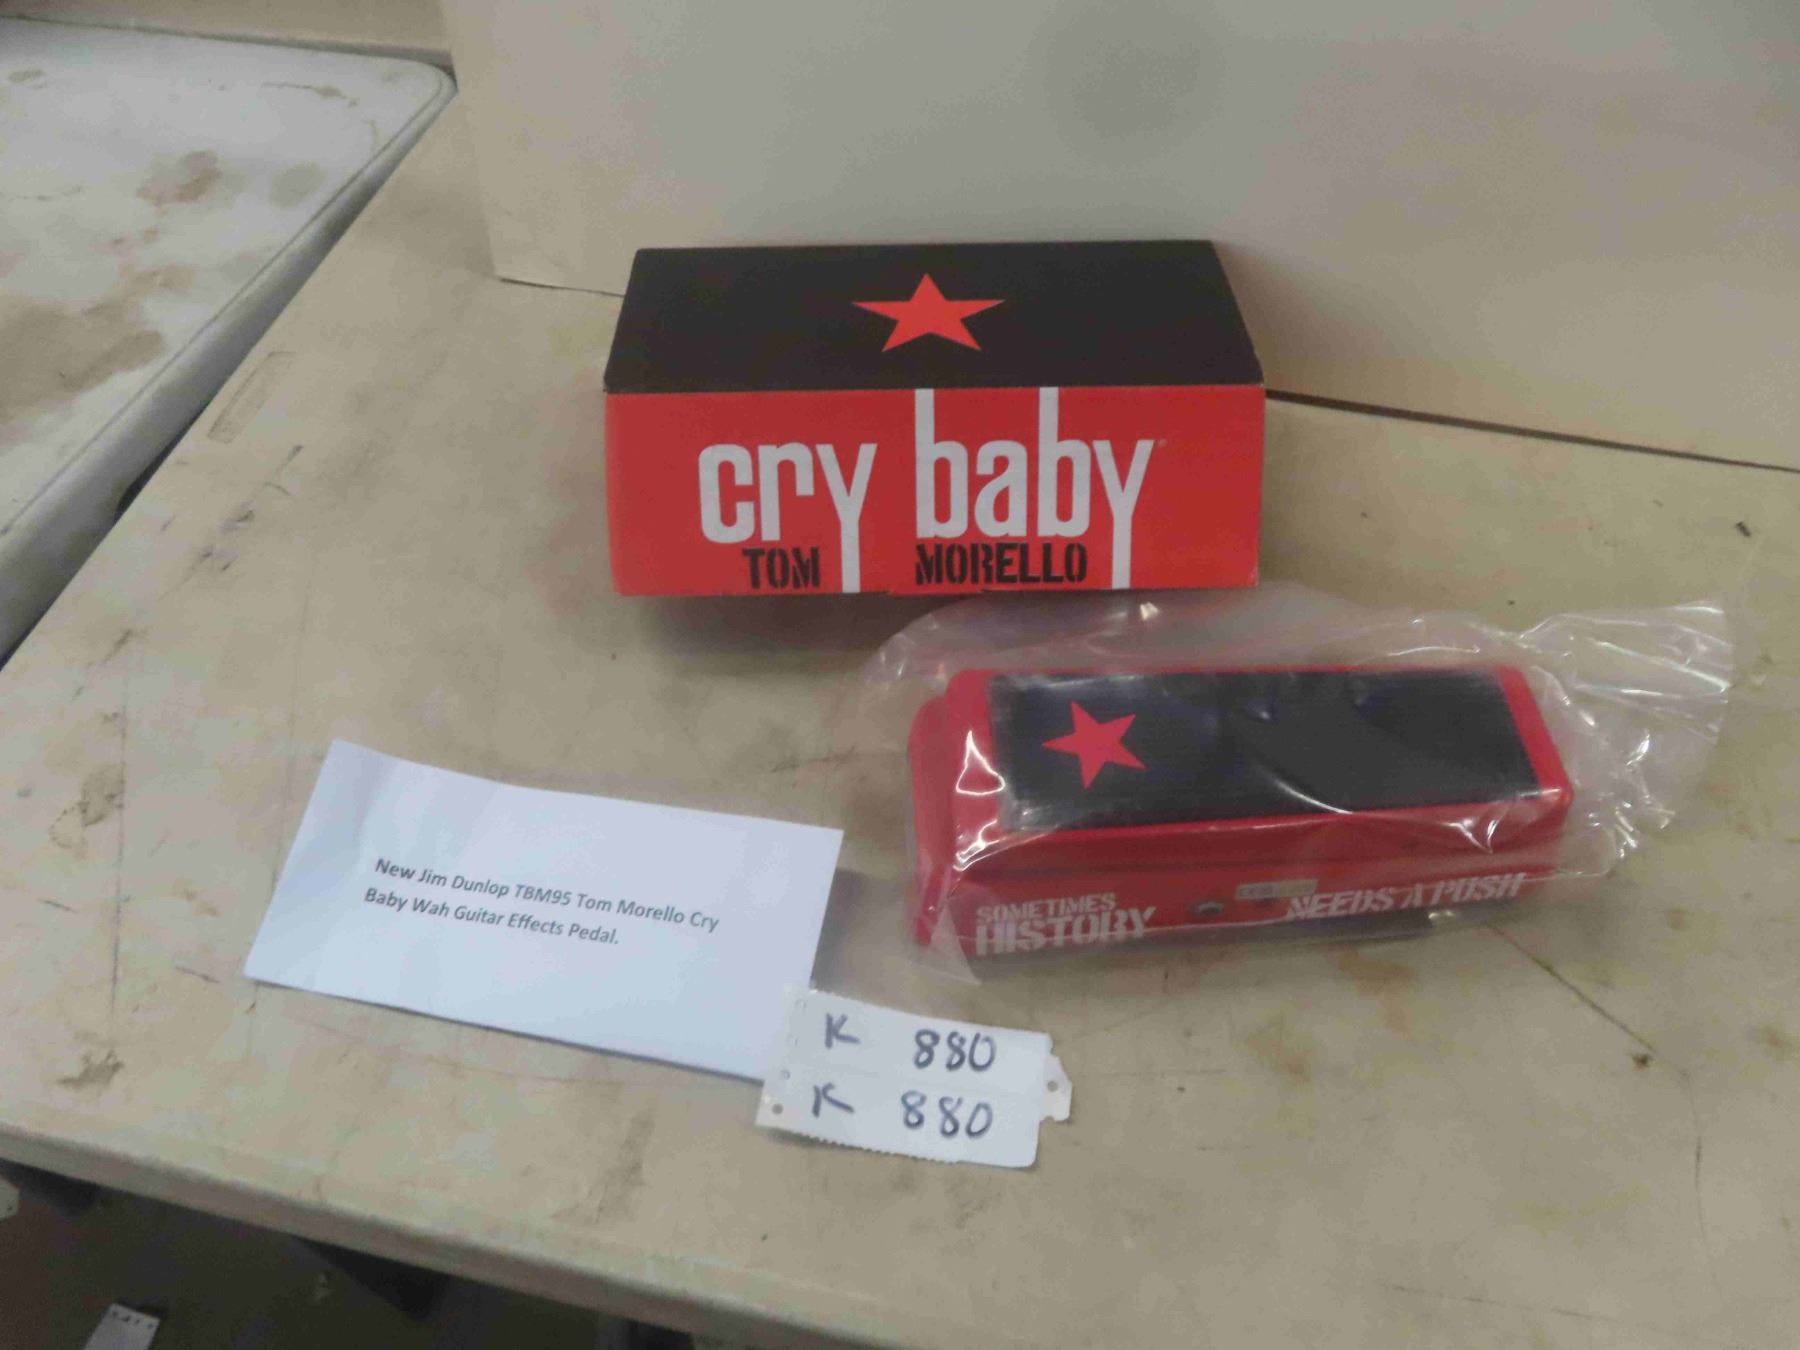 cry baby
TOM MORELLO
New Jim Dunlop TBM95 Tom Morello Cry
Baby Wah Guitar Effects Pedal.
SOMETIMES
HISTORY NEEDS A PUSH
K 880
K 880